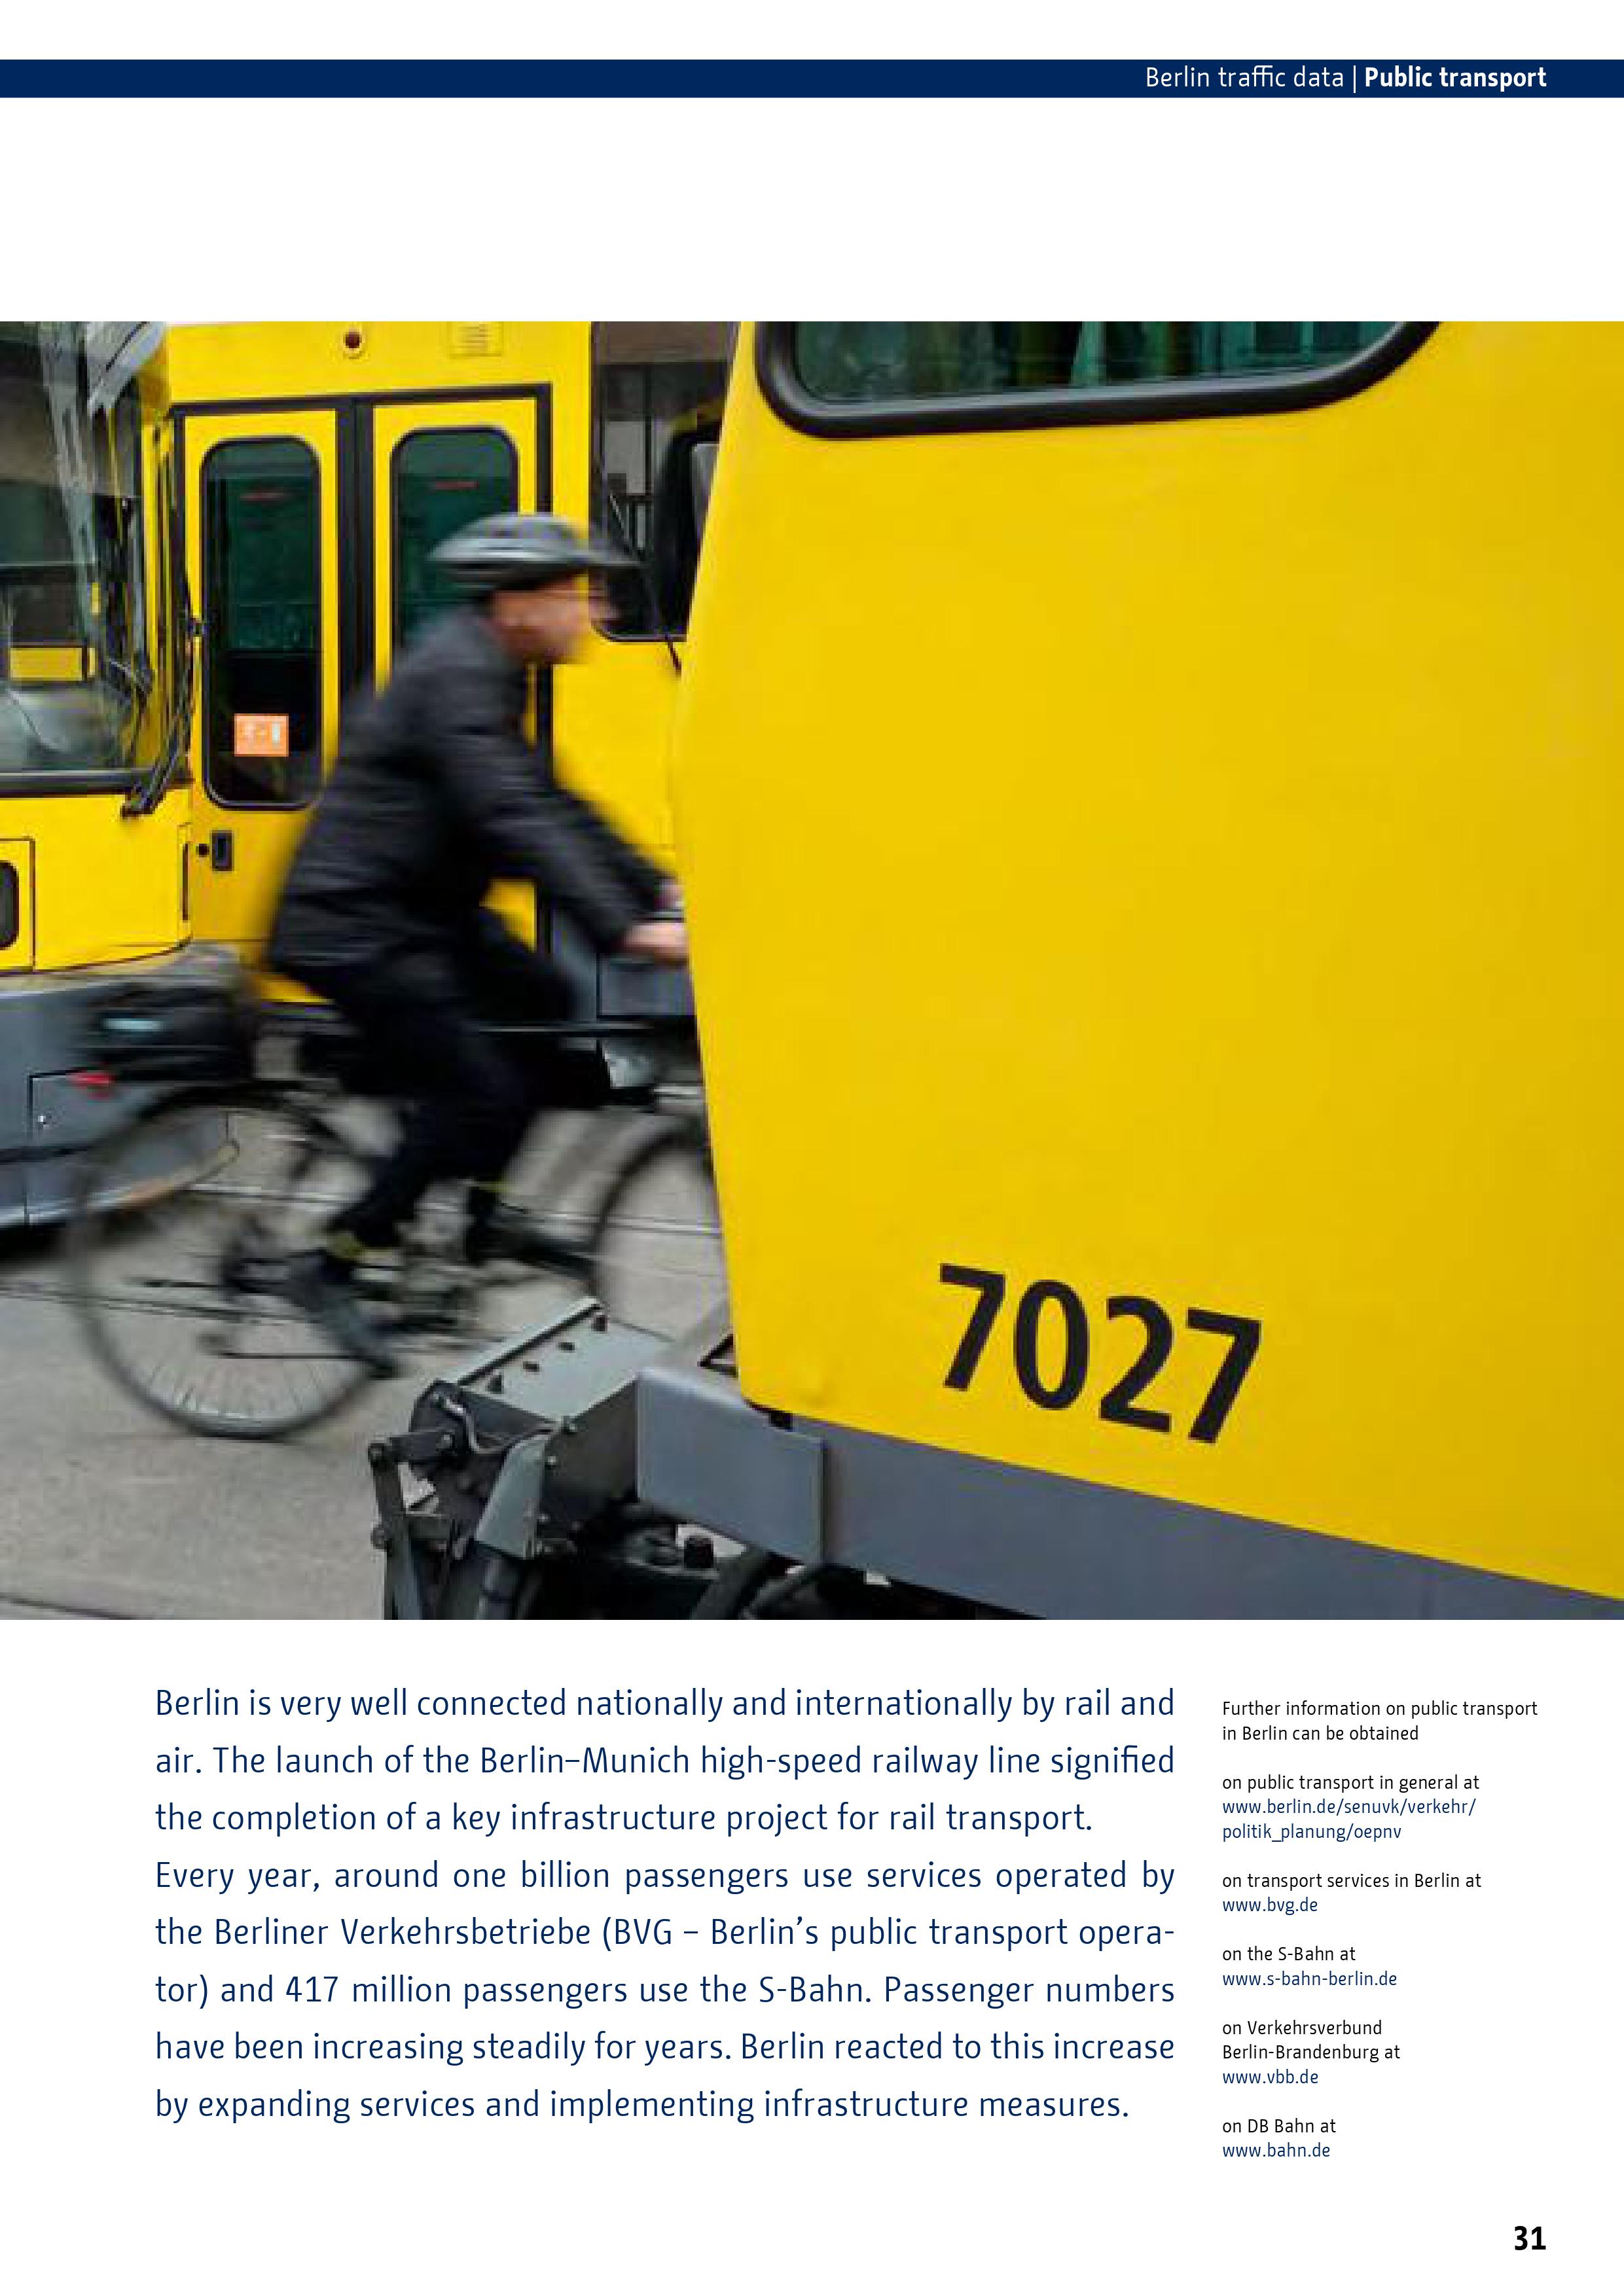 Berlin traffic data | Public transport
7027
Berlin is very well connected nationally and internationally by rail and
air. The launch of the Berlin–Munich high-speed railway line signified
the completion of a key infrastructure project for rail transport.
Every year, around one billion passengers use services operated by
the Berliner Verkehrsbetriebe (BVG – Berlin’s public transport opera-
tor) and 417 million passengers use the S-Bahn. Passenger numbers
have been increasing steadily for years. Berlin reacted to this increase
by expanding services and implementing infrastructure measures.
Further information on public transport
in Berlin can be obtained
on public transport in general at
www.berlin.de/senuvk/verkehr/
politik_planung/oepnv
on transport services in Berlin at
www.bvg.de
on the S-Bahn at
www.s-bahn-berlin.de
on Verkehrsverbund
Berlin-Brandenburg at
www.vbb.de
on DB Bahn at
www.bahn.de
31